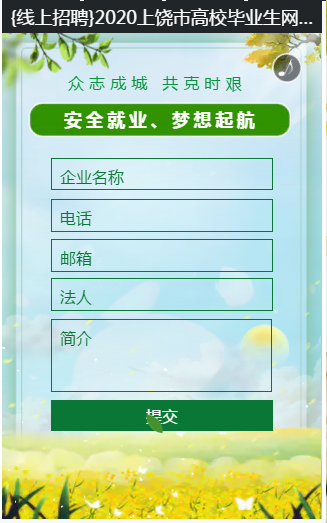 {线上招聘}2020上饶市高校毕业生网...
众志成城 共克时艰
安全就业、梦想起航
企业名称
电话
邮箱
法人
简介
提交